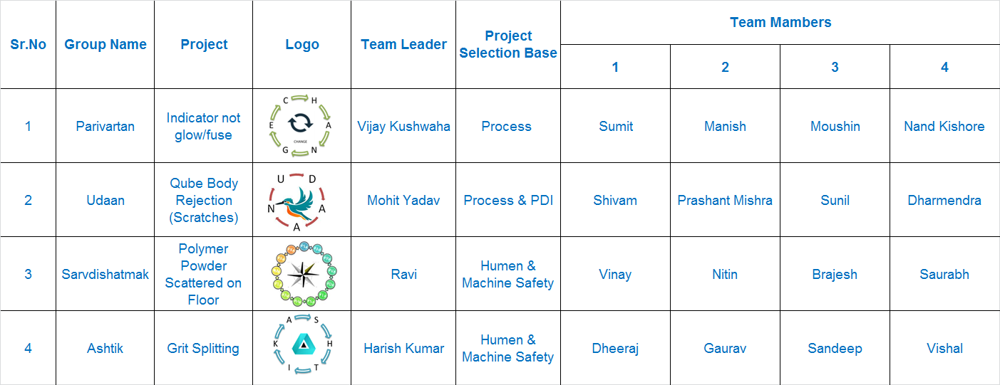 Sr.No
Group Name
Project
Logo
Team Leader
Project
Selection Base
Team Mambers
1
2
3
4
1
Parivartan
Indicator not
glow/fuse
C H A N G E
CHANGE
Vijay Kushwaha
Process
Sumit
Manish
Moushin
Nand Kishore
2
Udaan
Qube Body
Rejection
(Scratches)
U D A A N
Mohit Yadav
Process & PDI
Shivam
Prashant Mishra
Sunil
Dharmendra
3
Sarvdishatmak
Polymer
Powder
Scattered on
Floor
Ravi
Humen &
Machine Safety
Vinay
Nitin
Brajesh
Saurabh
4
Ashtik
Grit Splitting
A S H T I K
Harish Kumar
Humen &
Machine Safety
Dheeraj
Gaurav
Sandeep
Vishal